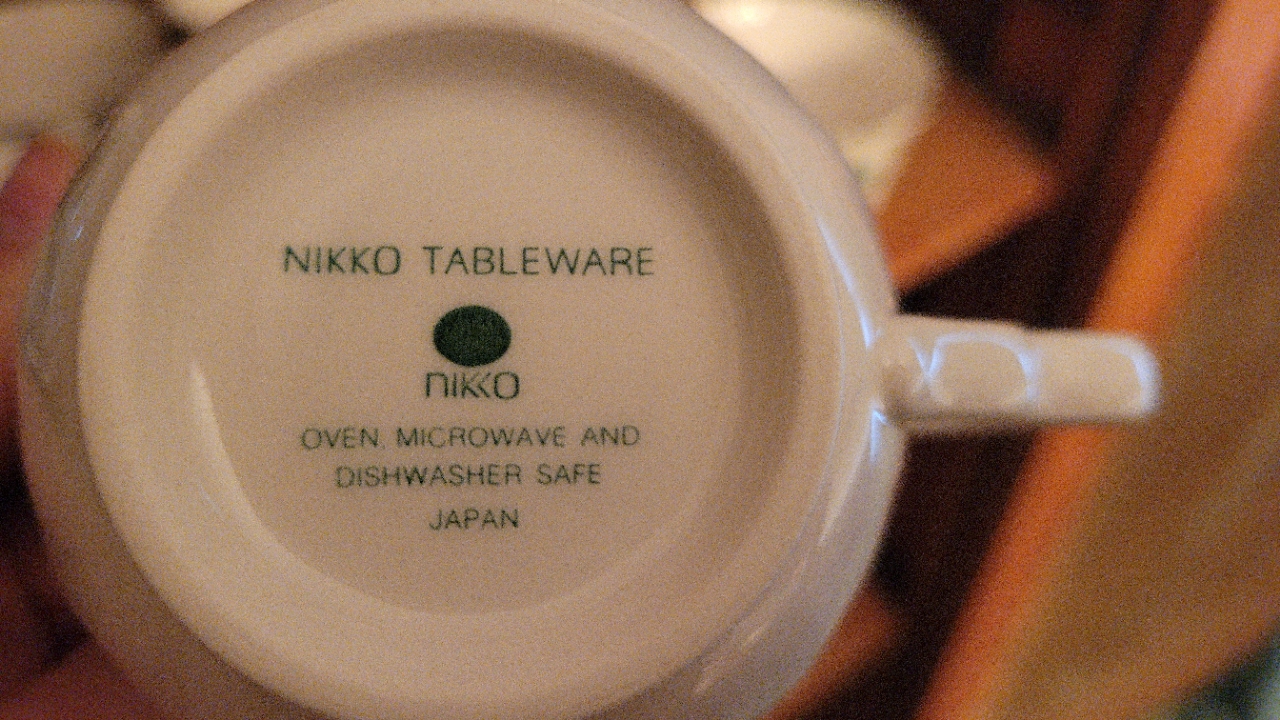 NIKKO TABLEWARE
nikko
OVEN, MICROWAVE AND
DISHWASHER SAFE
JAPAN